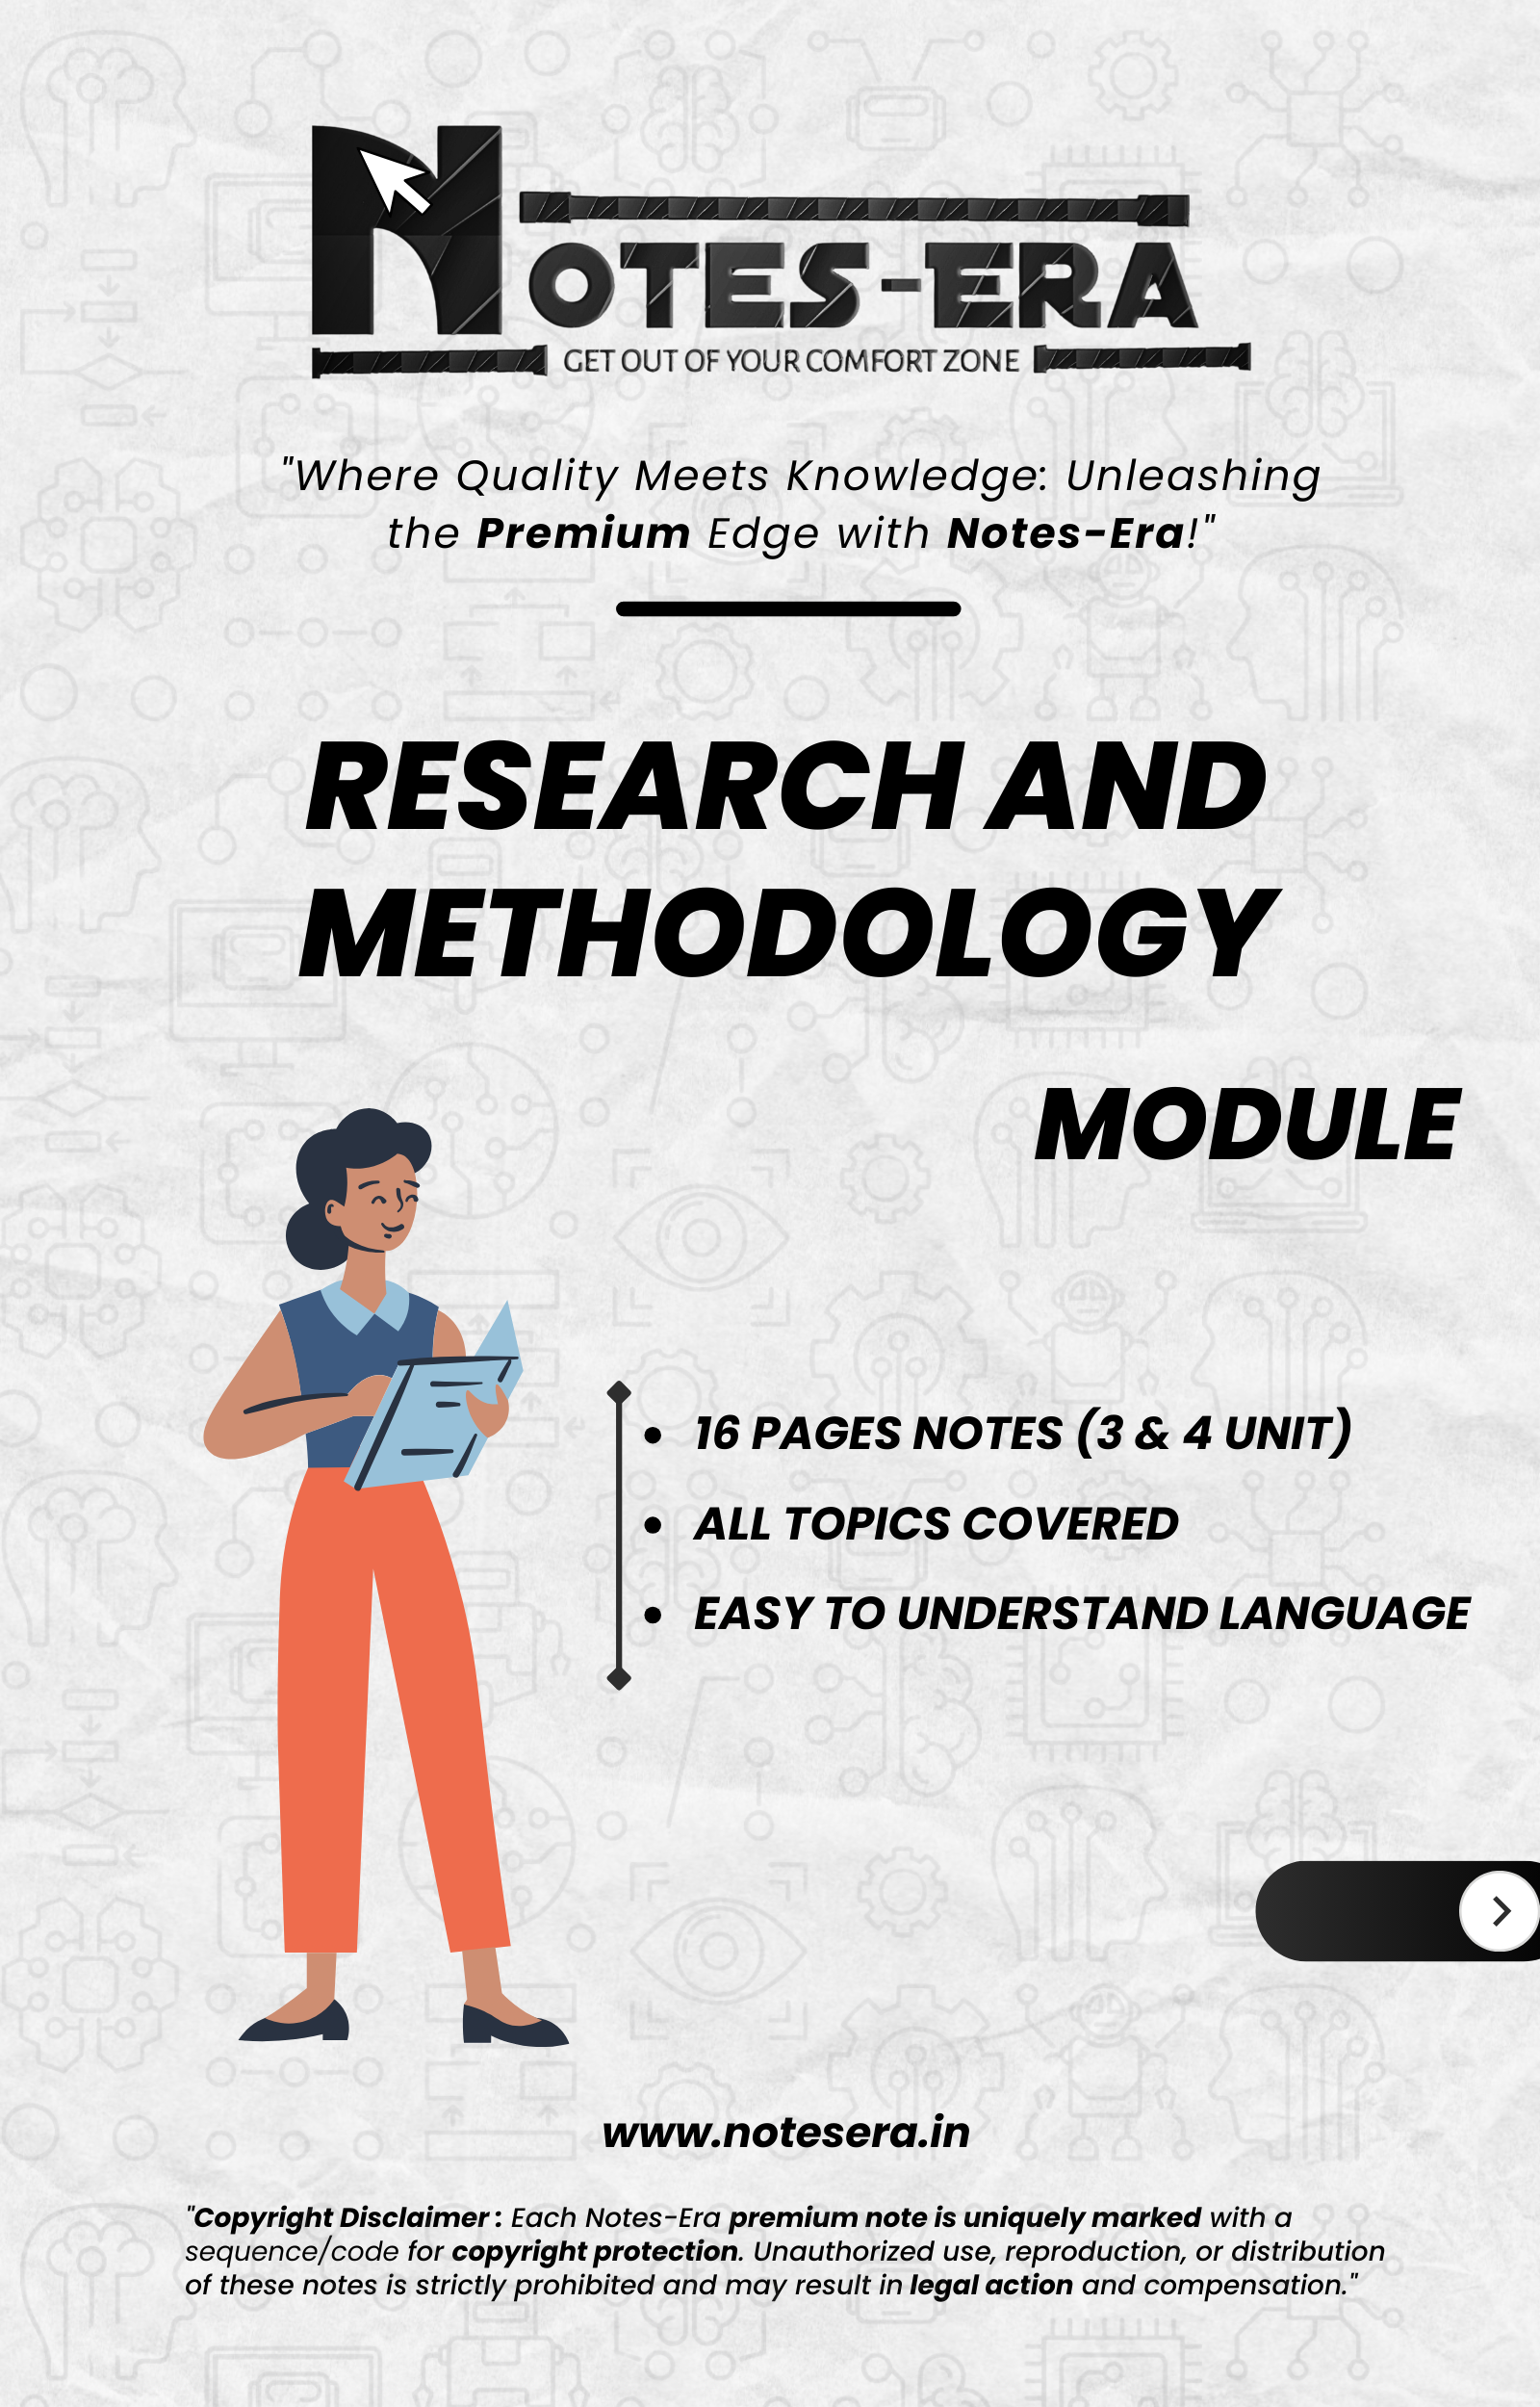 NOTES-ERA
GET OUT OF YOUR COMFORT ZONE
"Where Quality Meets Knowledge: Unleashing
the Premium Edge with Notes-Era!"
RESEARCH AND
METHODOLOGY
MODULE
• 16 PAGES NOTES (3 & 4 UNIT)
• ALL TOPICS COVERED
• EASY TO UNDERSTAND LANGUAGE
www.notesera.in
"Copyright Disclaimer : Each Notes-Era premium note is uniquely marked with a
sequence/code for copyright protection. Unauthorized use, reproduction, or distribution
of these notes is strictly prohibited and may result in legal action and compensation."